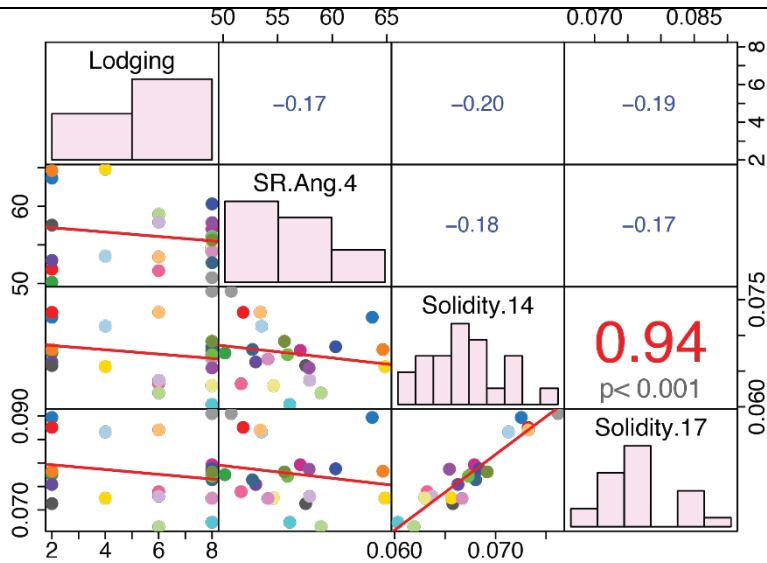 50 55 60 65
0.070 0.085
Lodging
−0.17
−0.20
−0.19
2 4 6 8
50 60
SR.Ang.4
−0.18
−0.17
Solidity.14
0.94
p< 0.001
0.060 0.075
0.070 0.090
Solidity.17
2 4 6 8
0.060 0.070